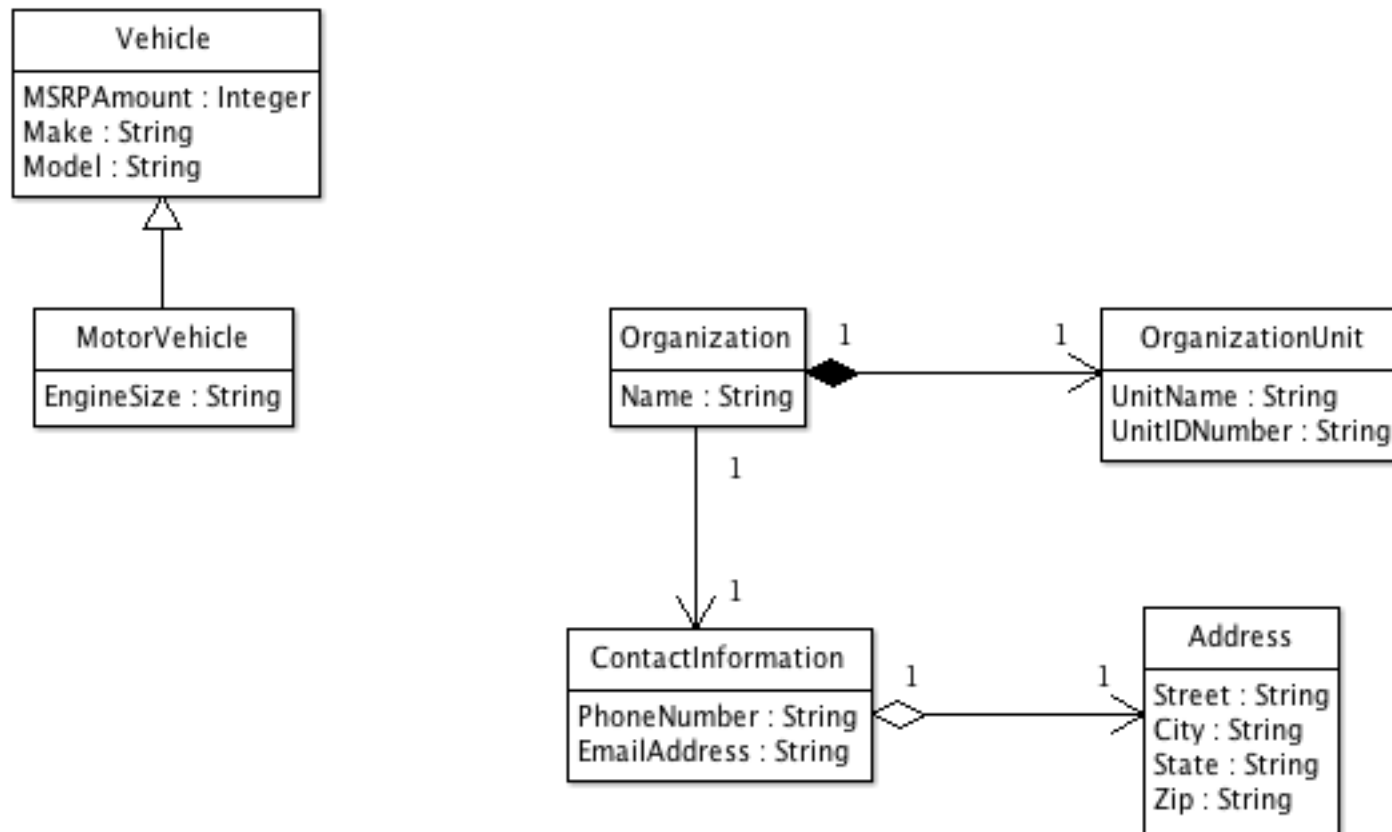 Vehicle
MSRPAmount : Integer
Make : String
Model : String
MotorVehicle
EngineSize : String
Organization
Name : String
1
1
OrganizationUnit
UnitName : String
UnitIDNumber : String
1
1
ContactInformation
PhoneNumber : String
EmailAddress : String
1
1
Address
Street : String
City : String
State : String
Zip : String